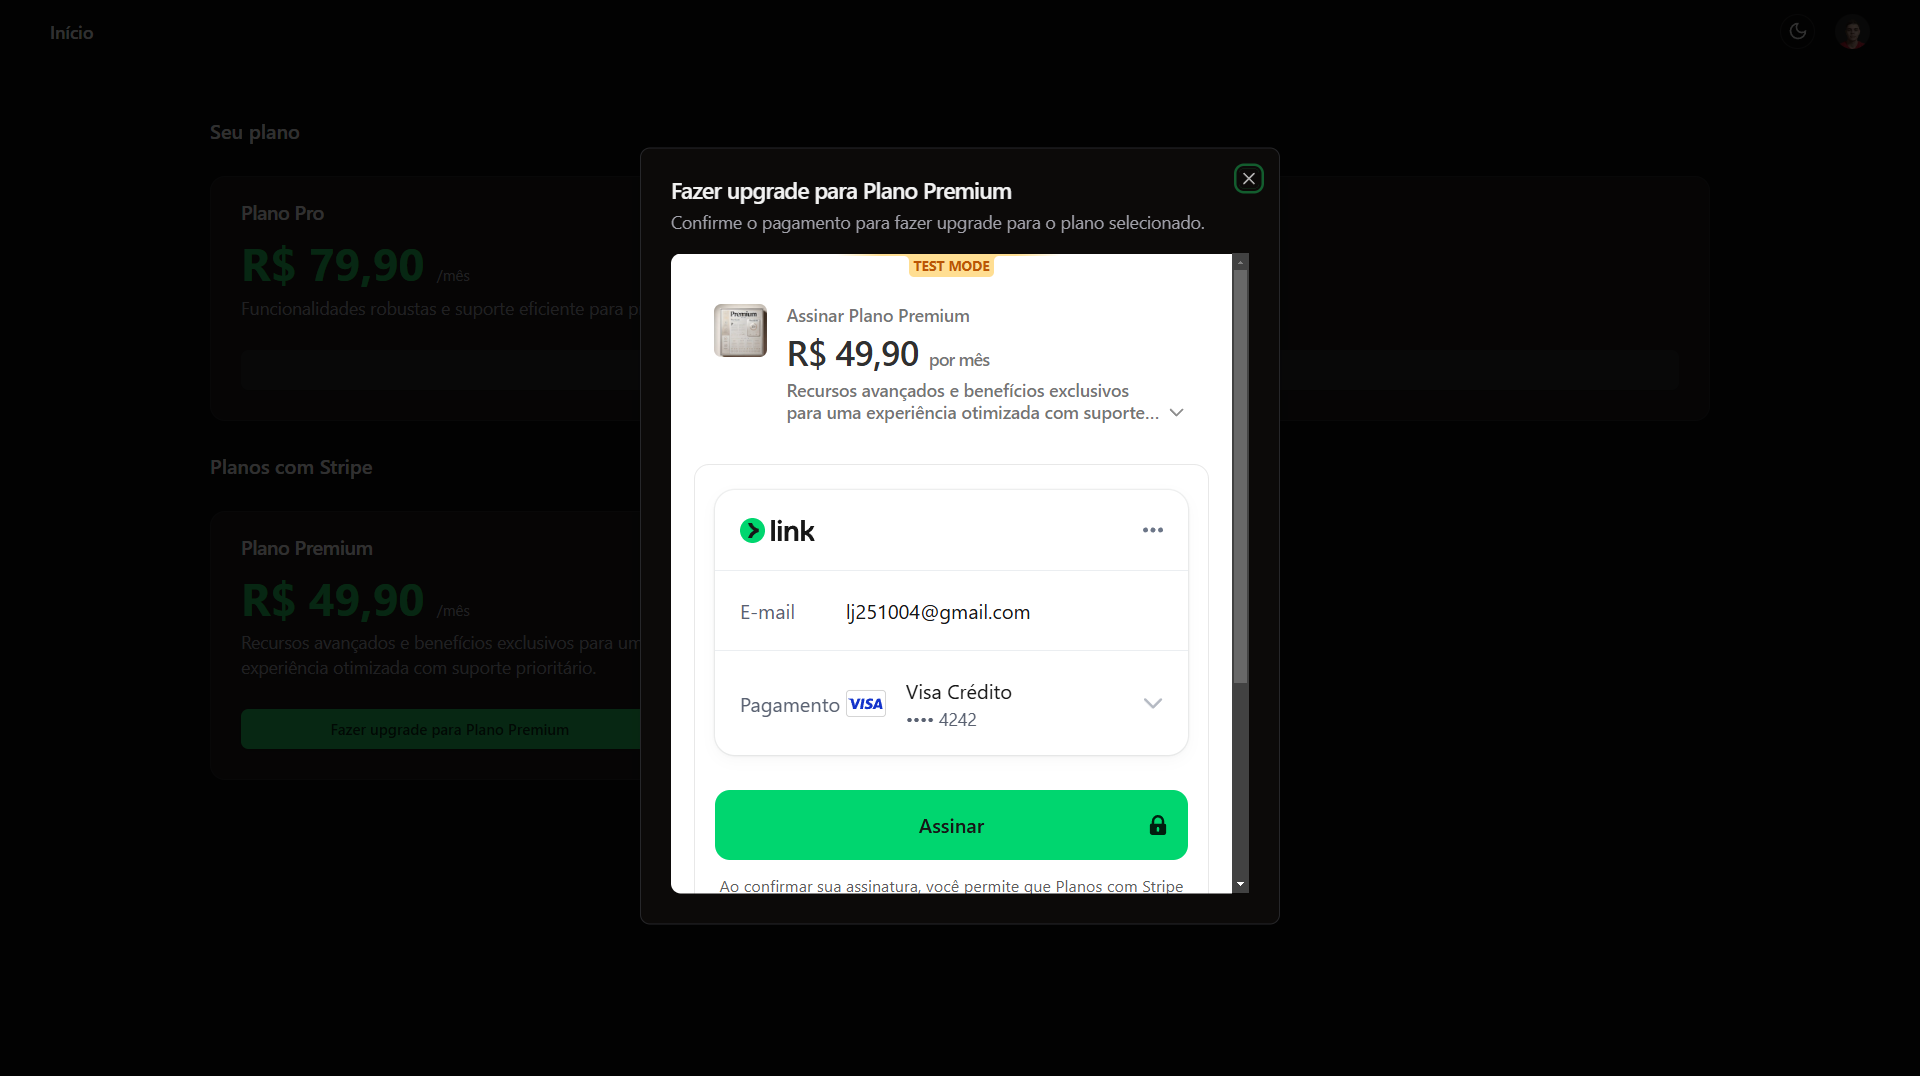 Início
Seu plano
Plano Pro
R$ 79,90 /mês
Funcionalidades robustas e suporte eficiente para p
Planos com Stripe
Plano Premium
R$ 49,90 /mês
Recursos avançados e benefícios exclusivos para um
experiência otimizada com suporte prioritário.
Fazer upgrade para Plano Premium
Fazer upgrade para Plano Premium
Confirme o pagamento para fazer upgrade para o plano selecionado.
TEST MODE
Premium
Assinar Plano Premium
R$ 49,90 por mês
Recursos avançados e benefícios exclusivos
para uma experiência otimizada com suporte...
link
E-mail lj251004@gmail.com
Pagamento VISA Visa Crédito
•••• 4242
Assinar
Ao confirmar sua assinatura, você permite que Planos com Stripe